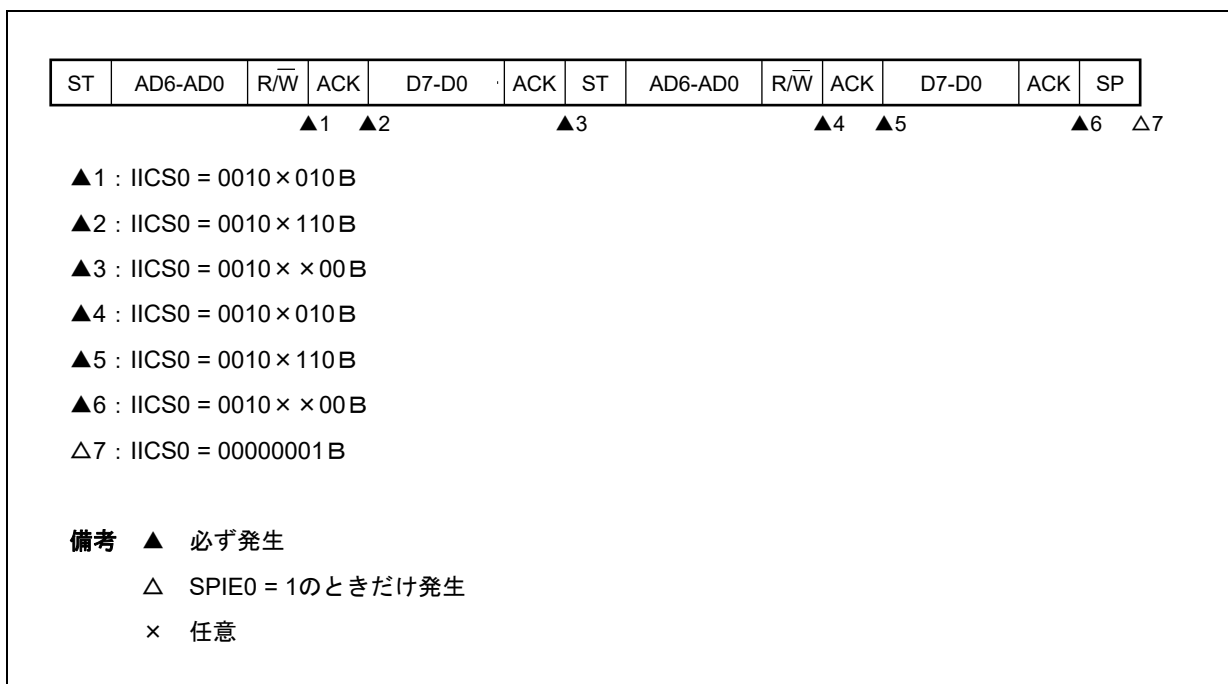 ST AD6-AD0 R/W̅ ACK D7-D0 ACK ST AD6-AD0 R/W̅ ACK D7-D0 ACK SP
▲1 ▲2 ▲3 ▲4 ▲5 ▲6 △7
▲1：IICS0 = 0010×010B
▲2：IICS0 = 0010×110B
▲3：IICS0 = 0010××00B
▲4：IICS0 = 0010×010B
▲5：IICS0 = 0010×110B
▲6：IICS0 = 0010××00B
△7：IICS0 = 00000001B
備考 ▲ 必ず発生
△ SPIE0 = 1のときだけ発生
× 任意